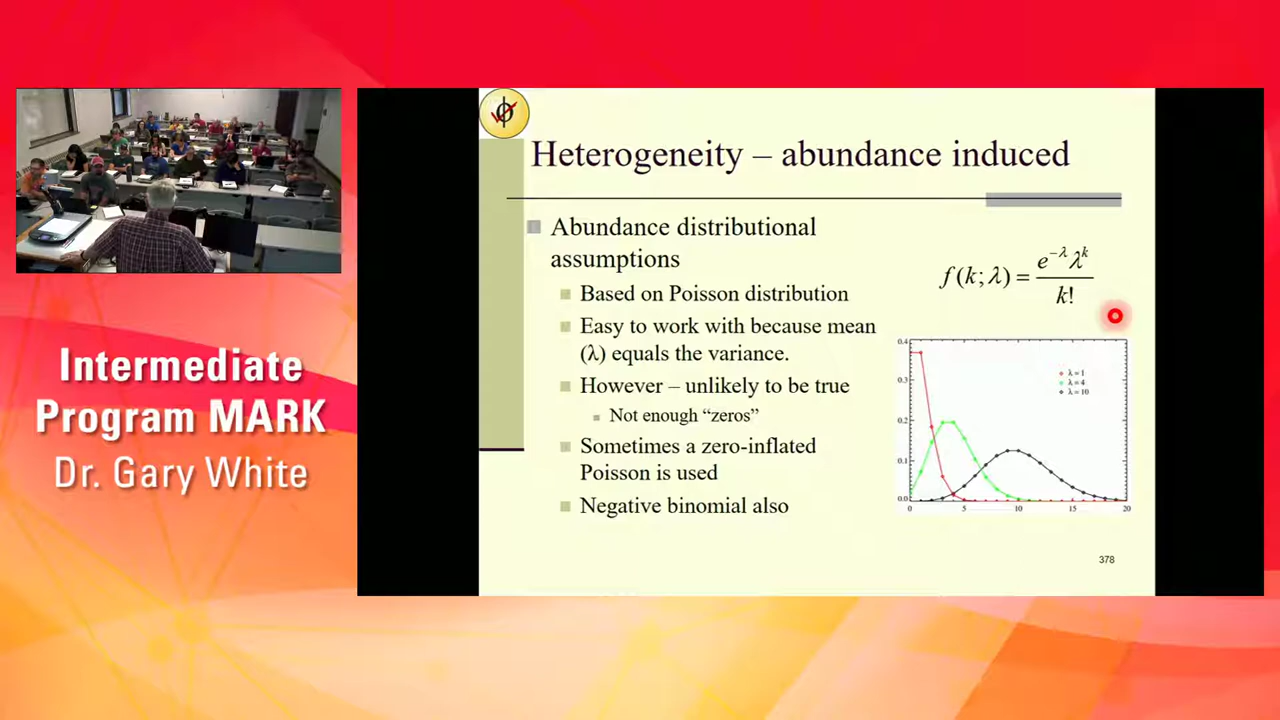 Intermediate
Program MARK
Dr. Gary White
Heterogeneity – abundance induced
Abundance distributional
assumptions
Based on Poisson distribution
Easy to work with because mean
(λ) equals the variance.
However – unlikely to be true
Not enough “zeros”
Sometimes a zero-inflated
Poisson is used
Negative binomial also
f(k; λ) = e^{−λ} λ^k / k!
0.4
0.3
0.2
0.1
0.0
λ = 1
λ = 4
λ = 10
0 5 10 15 20
378